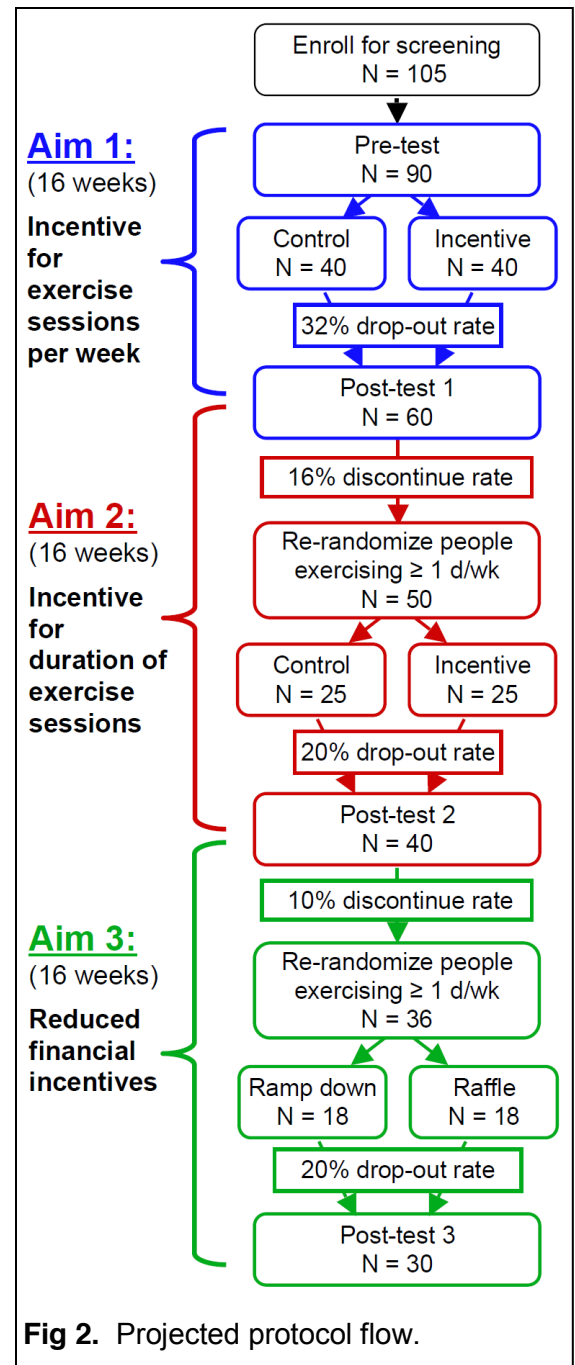 Enroll for screening
N = 105
Aim 1:
(16 weeks)
Incentive
for
exercise
sessions
per week
Pre-test
N = 90
Control
N = 40
Incentive
N = 40
32% drop-out rate
Post-test 1
N = 60
Aim 2:
(16 weeks)
Incentive
for
duration of
exercise
sessions
16% discontinue rate
Re-randomize people
exercising ≥ 1 d/wk
N = 50
Control
N = 25
Incentive
N = 25
20% drop-out rate
Post-test 2
N = 40
Aim 3:
(16 weeks)
Reduced
financial
incentives
10% discontinue rate
Re-randomize people
exercising ≥ 1 d/wk
N = 36
Ramp down
N = 18
Raffle
N = 18
20% drop-out rate
Post-test 3
N = 30
Fig 2. Projected protocol flow.